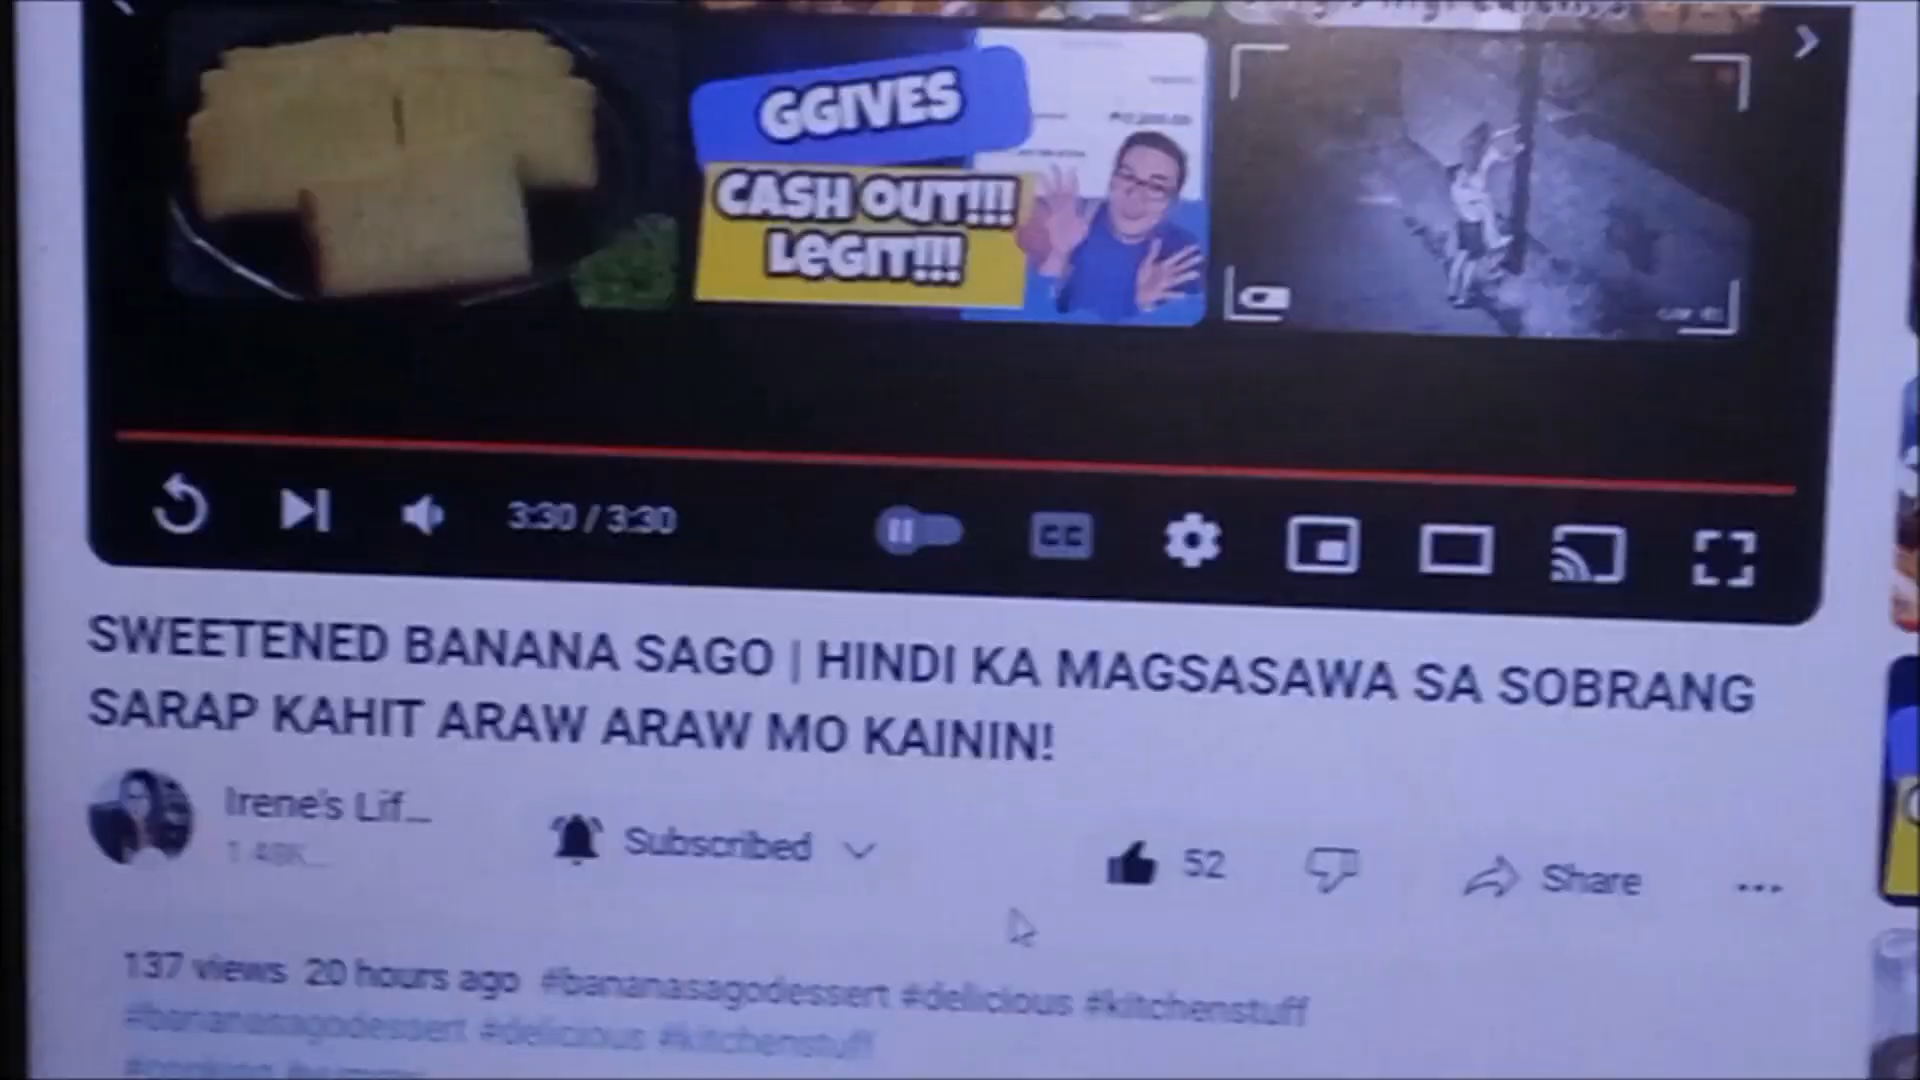 GGIVES
CASH OUT!!!
LEGIT!!!
3:30 / 3:30
CC
SWEETENED BANANA SAGO | HINDI KA MAGSASAWA SA SOBRANG
SARAP KAHIT ARAW ARAW MO KAININ!
Irene's Lif...
1.48K...
Subscribed
52
Share
137 views 20 hours ago #bananasagodessert #delicious #kitchenstuff
#bananasagodessert #delicious #kitchenstuff